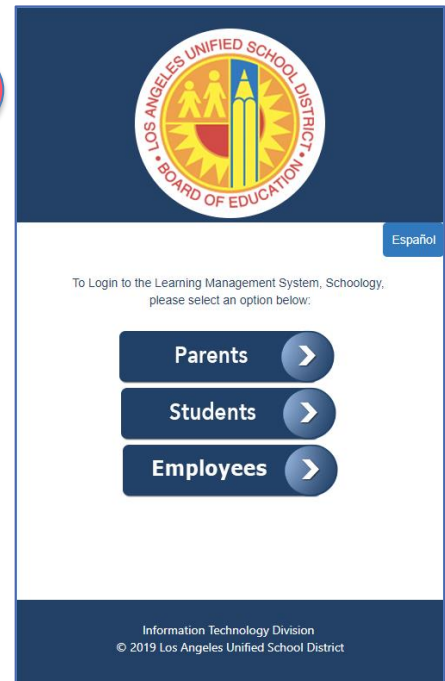 LOS ANGELES UNIFIED SCHOOL DISTRICT
• BOARD OF EDUCATION •
Español
To Login to the Learning Management System, Schoology,
please select an option below:
Parents
Students
Employees
Information Technology Division
© 2019 Los Angeles Unified School District